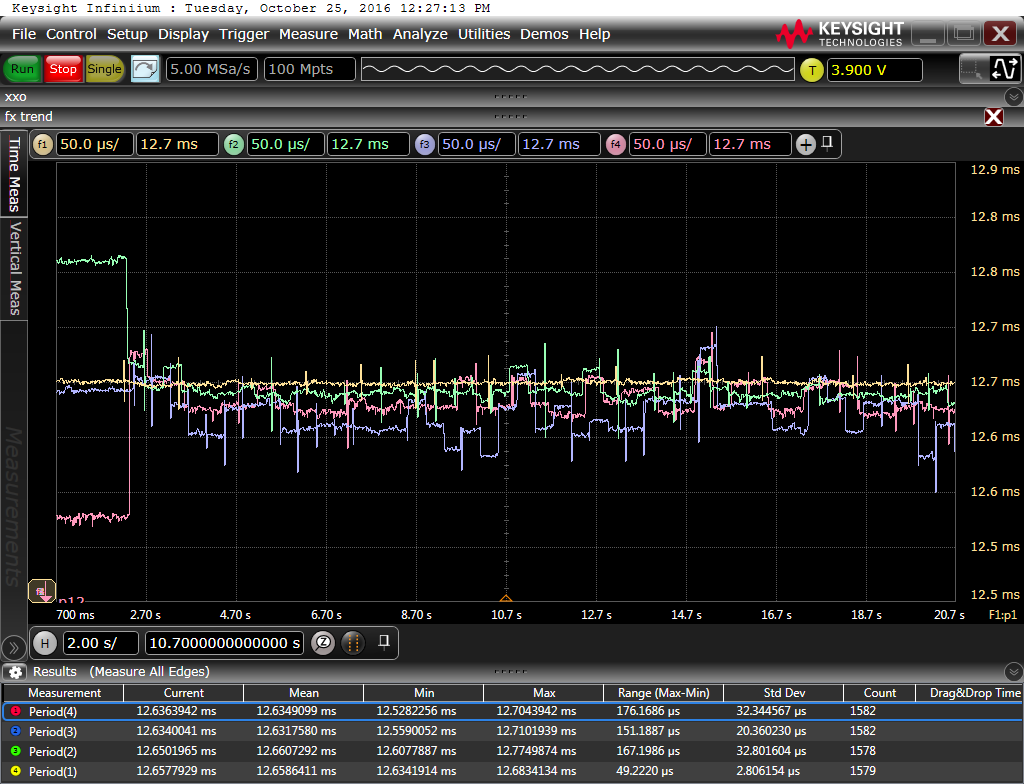 Keysight Infiniium : Tuesday, October 25, 2016 12:27:13 PM
File Control Setup Display Trigger Measure Math Analyze Utilities Demos Help
KEYSIGHT
TECHNOLOGIES
Run Stop Single 5.00 MSa/s 100 Mpts T 3.900 V
xxo
fx trend
Time Meas
Vertical Meas
Measurements
f1 50.0 µs/ 12.7 ms f2 50.0 µs/ 12.7 ms f3 50.0 µs/ 12.7 ms f4 50.0 µs/ 12.7 ms +
12.9 ms
12.8 ms
12.8 ms
12.7 ms
12.7 ms
12.6 ms
12.6 ms
12.5 ms
12.5 ms
700 ms 2.70 s 4.70 s 6.70 s 8.70 s 10.7 s 12.7 s 14.7 s 16.7 s 18.7 s 20.7 s F1:p1
H 2.00 s/ 10.7000000000000 s Z
Results (Measure All Edges)
Measurement Current Mean Min Max Range (Max-Min) Std Dev Count Drag&Drop Time
Period(4) 12.6363942 ms 12.6349099 ms 12.5282256 ms 12.7043942 ms 176.1686 µs 32.344567 µs 1582
Period(3) 12.6340041 ms 12.6317580 ms 12.5590052 ms 12.7101939 ms 151.1887 µs 20.360230 µs 1582
Period(2) 12.6501965 ms 12.6607292 ms 12.6077887 ms 12.7749874 ms 167.1986 µs 32.801604 µs 1578
Period(1) 12.6577929 ms 12.6586411 ms 12.6341914 ms 12.6834134 ms 49.2220 µs 2.806154 µs 1579